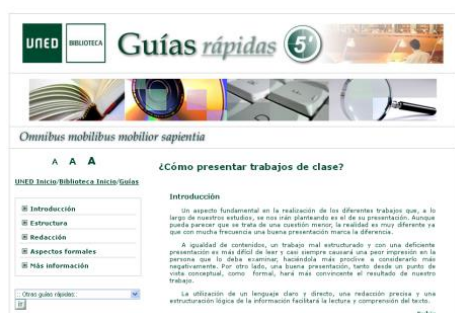 UNED BIBLIOTECA Guías rápidas 5'
Omnibus mobilibus mobilior sapientia
A A A
UNED Inicio/Biblioteca Inicio/Guías
Introducción
Estructura
Redacción
Aspectos formales
Más información
:: Otras guías rápidas:
Ir
¿Cómo presentar trabajos de clase?
Introducción
Un aspecto fundamental en la realización de los diferentes trabajos que, a lo
largo de nuestros estudios, se nos irán planteando es el de su presentación. Aunque
pueda parecer que se trata de una cuestión menor, la realidad es muy diferente ya
que con mucha frecuencia una buena presentación marca la diferencia.
A igualdad de contenidos, un trabajo mal estructurado y con una deficiente
presentación es más difícil de leer y casi siempre causará una peor impresión en la
persona que lo deba examinar, haciéndola más proclive a considerarlo más
negativamente. Por otro lado, una buena presentación, tanto desde un punto de
vista conceptual, como formal, hará más convincente el resultado de nuestro
trabajo.
La utilización de un lenguaje claro y directo, una redacción precisa y una
estructuración lógica de la información facilitará la lectura y comprensión del texto.